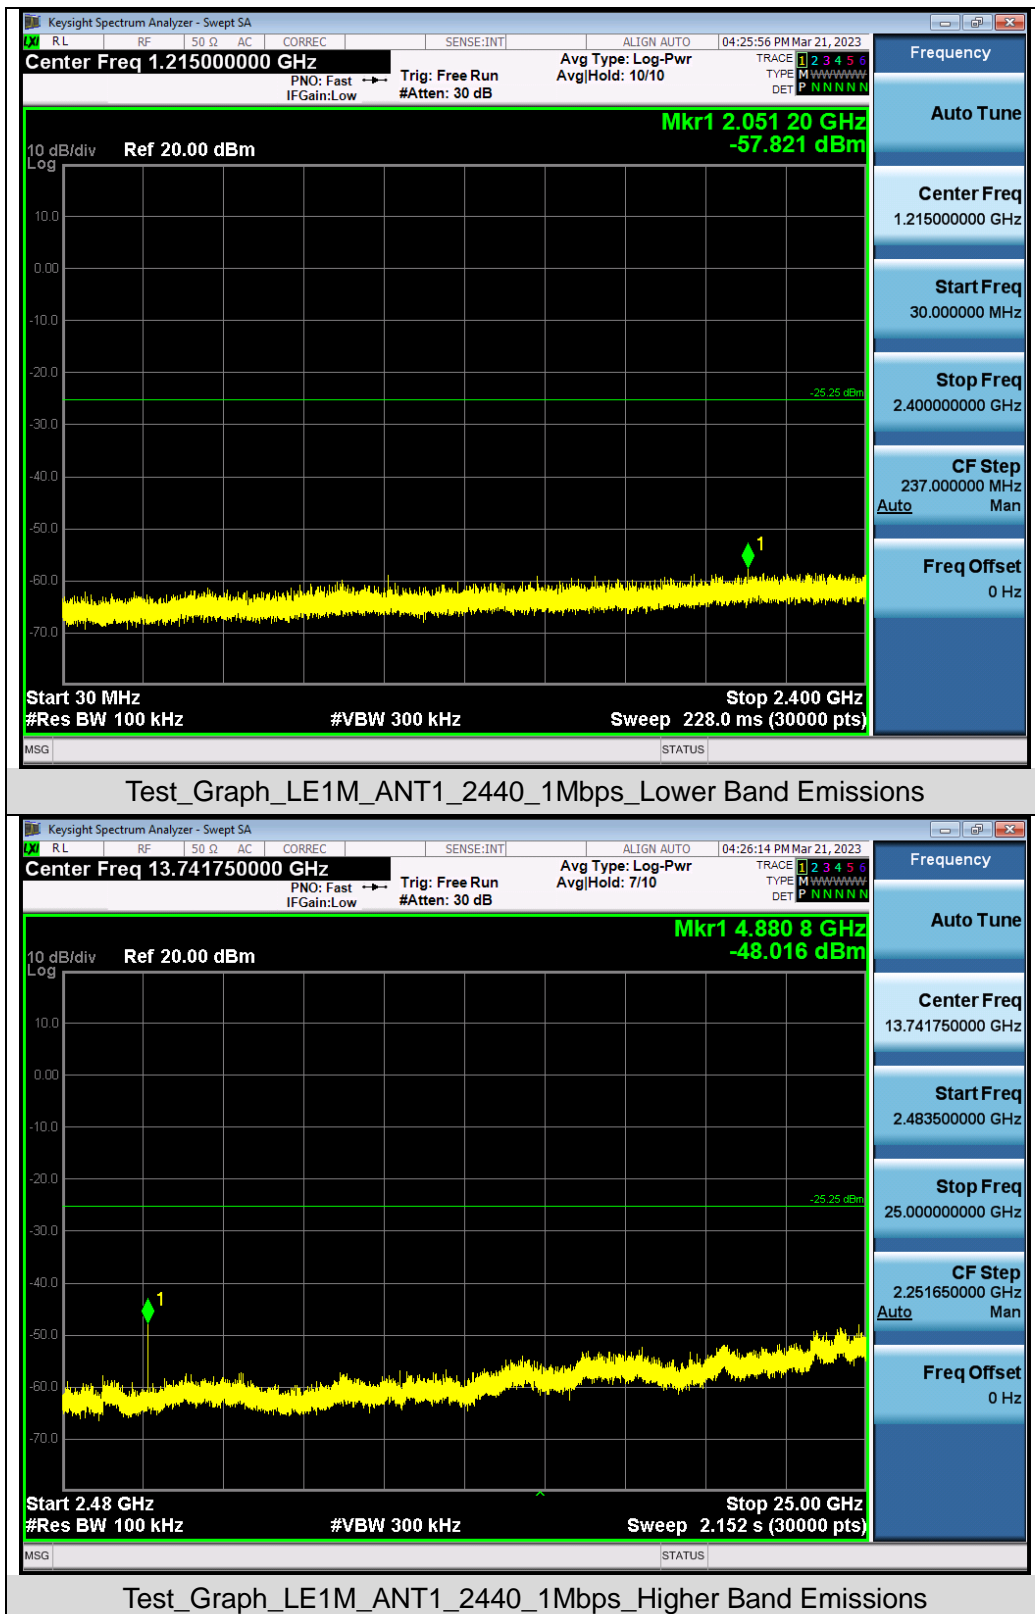 Keysight Spectrum Analyzer - Swept SA
LXI RL RF 50 Ω AC CORREC SENSE:INT ALIGN AUTO 04:25:56 PM Mar 21, 2023
Center Freq 1.215000000 GHz
PNO: Fast
IFGain:Low
Trig: Free Run
#Atten: 30 dB
Avg Type: Log-Pwr
Avg|Hold: 10/10
TRACE 1 2 3 4 5 6
TYPE M WWWWW
DET P N N N N N
Mkr1 2.051 20 GHz
-57.821 dBm
10 dB/div Ref 20.00 dBm
Log
10.0
0.00
-10.0
-20.0
-25.25 dBm
-30.0
-40.0
-50.0
1
-60.0
-70.0
Start 30 MHz Stop 2.400 GHz
#Res BW 100 kHz #VBW 300 kHz Sweep 228.0 ms (30000 pts)
MSG STATUS
Frequency
Auto Tune
Center Freq
1.215000000 GHz
Start Freq
30.000000 MHz
Stop Freq
2.400000000 GHz
CF Step
237.000000 MHz
Auto Man
Freq Offset
0 Hz
Test_Graph_LE1M_ANT1_2440_1Mbps_Lower Band Emissions
Keysight Spectrum Analyzer - Swept SA
LXI RL RF 50 Ω AC CORREC SENSE:INT ALIGN AUTO 04:26:14 PM Mar 21, 2023
Center Freq 13.741750000 GHz
PNO: Fast
IFGain:Low
Trig: Free Run
#Atten: 30 dB
Avg Type: Log-Pwr
Avg|Hold: 7/10
TRACE 1 2 3 4 5 6
TYPE M WWWWW
DET P N N N N N
Mkr1 4.880 8 GHz
-48.016 dBm
10 dB/div Ref 20.00 dBm
Log
10.0
0.00
-10.0
-20.0
-25.25 dBm
-30.0
-40.0
1
-50.0
-60.0
-70.0
Start 2.48 GHz Stop 25.00 GHz
#Res BW 100 kHz #VBW 300 kHz Sweep 2.152 s (30000 pts)
MSG STATUS
Frequency
Auto Tune
Center Freq
13.741750000 GHz
Start Freq
2.483500000 GHz
Stop Freq
25.000000000 GHz
CF Step
2.251650000 GHz
Auto Man
Freq Offset
0 Hz
Test_Graph_LE1M_ANT1_2440_1Mbps_Higher Band Emissions